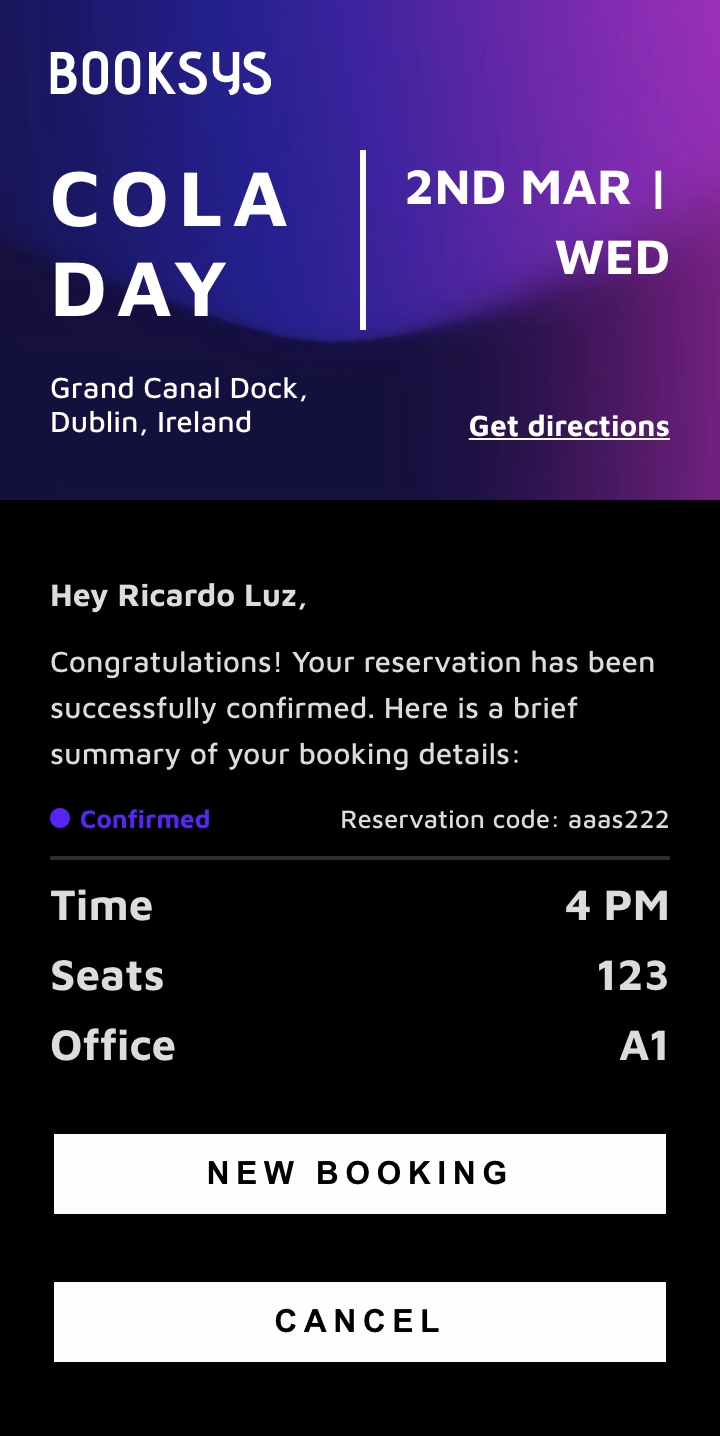 BOOKSYS
COLA
DAY
2ND MAR |
WED
Grand Canal Dock,
Dublin, Ireland
Get directions
Hey Ricardo Luz,
Congratulations! Your reservation has been
successfully confirmed. Here is a brief
summary of your booking details:
Confirmed
Reservation code: aaas222
Time 4 PM
Seats 123
Office A1
NEW BOOKING
CANCEL